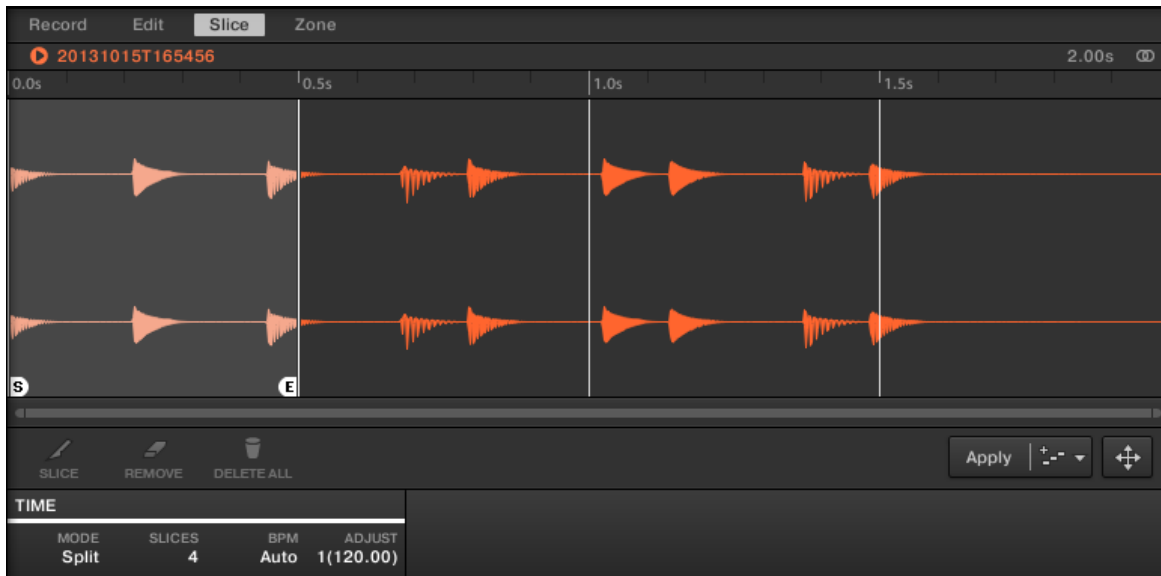 Record Edit Slice Zone
20131015T165456 2.00s
0.0s 0.5s 1.0s 1.5s
S E
SLICE REMOVE DELETE ALL
Apply
TIME
MODE SLICES BPM ADJUST
Split 4 Auto 1(120.00)